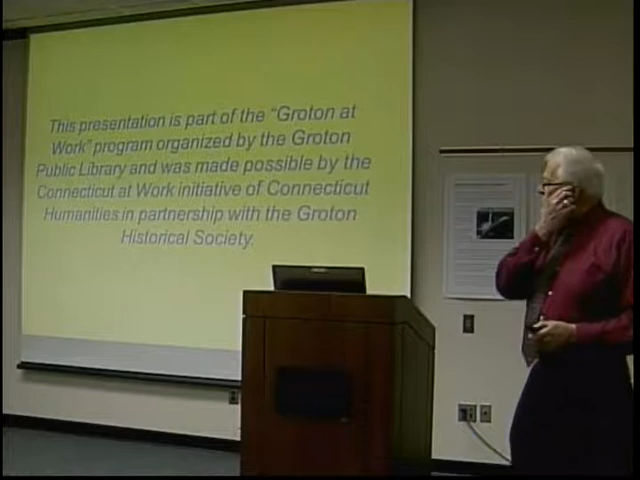 This presentation is part of the "Groton at
Work" program organized by the Groton
Public Library and was made possible by the
Connecticut at Work initiative of Connecticut
Humanities in partnership with the Groton
Historical Society.